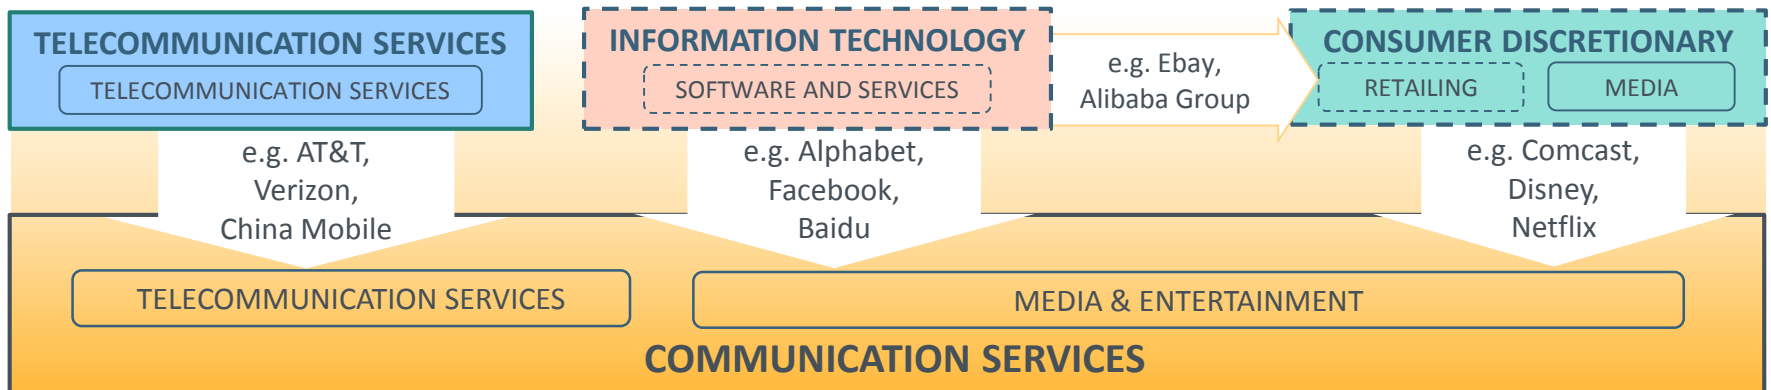 TELECOMMUNICATION SERVICES
TELECOMMUNICATION SERVICES
INFORMATION TECHNOLOGY
SOFTWARE AND SERVICES
e.g. Ebay,
Alibaba Group
CONSUMER DISCRETIONARY
RETAILING
MEDIA
e.g. AT&T,
Verizon,
China Mobile
e.g. Alphabet,
Facebook,
Baidu
e.g. Comcast,
Disney,
Netflix
TELECOMMUNICATION SERVICES
MEDIA & ENTERTAINMENT
COMMUNICATION SERVICES